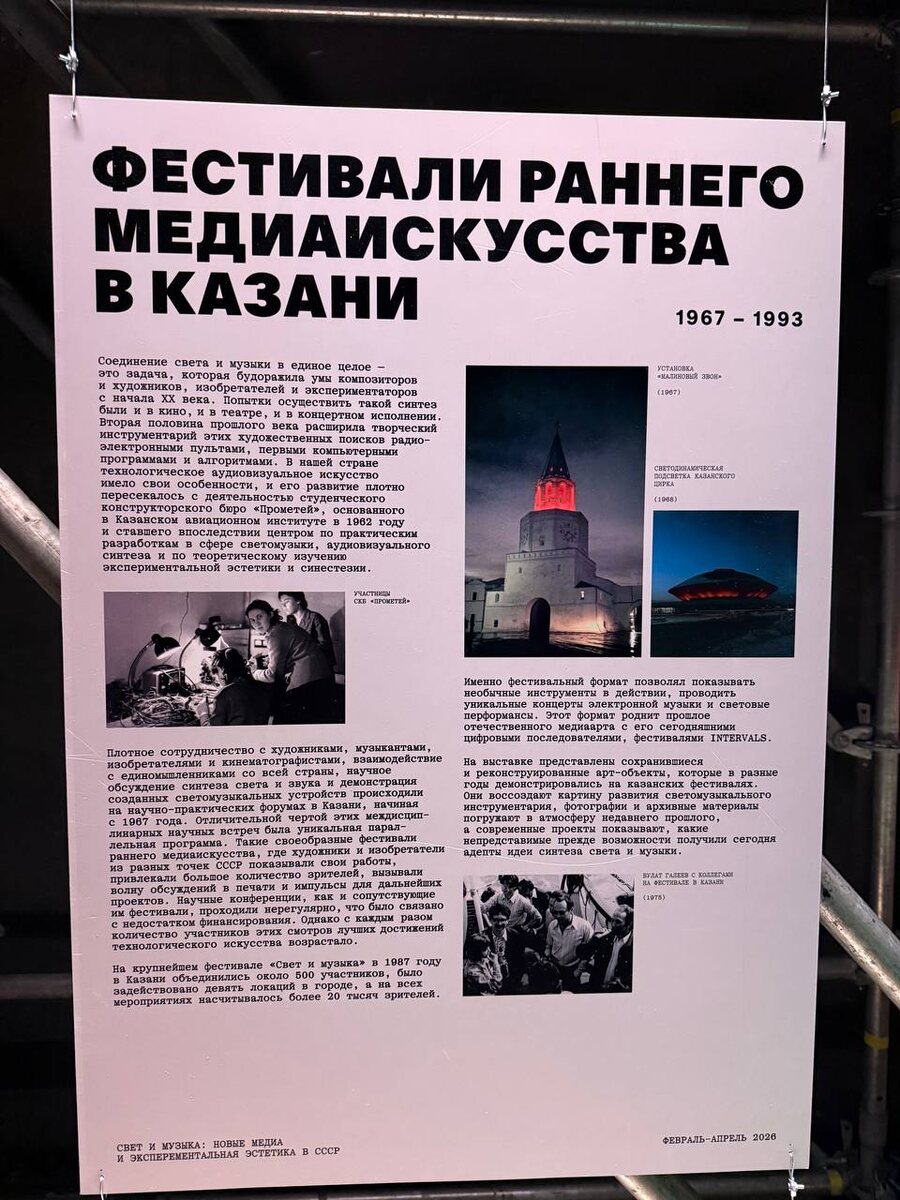 ФЕСТИВАЛИ РАННЕГО
МЕДИАИСКУССТВА
В КАЗАНИ
1967 – 1993
Соединение света и музыки в единое целое –
это задача, которая будоражила умы композиторов
и художников, изобретателей и экспериментаторов
с начала XX века. Попытки осуществить такой синтез
были и в кино, и в театре, и в концертном исполнении.
Вторая половина прошлого века расширила творческий
инструментарий этих художественных поисков радио-
электронными пультами, первыми компьютерными
программами и алгоритмами. В нашей стране
технологическое аудиовизуальное искусство
имело свои особенности, и его развитие плотно
пересекалось с деятельностью студенческого
конструкторского бюро «Прометей», основанного
в Казанском авиационном институте в 1962 году
и ставшего впоследствии центром по практическим
разработкам в сфере светомузыки, аудиовизуального
синтеза и по теоретическому изучению
экспериментальной эстетики и синестезии.
УЧАСТНИЦЫ
СКБ «ПРОМЕТЕЙ»
Плотное сотрудничество с художниками, музыкантами,
изобретателями и кинематографистами, взаимодействие
с единомышленниками со всей страны, научное
обсуждение синтеза света и звука и демонстрация
созданных светомузыкальных устройств происходили
на научно-практических форумах в Казани, начиная
с 1967 года. Отличительной чертой этих междисцип-
линарных научных встреч была уникальная парал-
лельная программа. Такие своеобразные фестивали
раннего медиаискусства, где художники и изобретатели
из разных точек СССР показывали свои работы,
привлекали большое количество зрителей, вызывали
волну обсуждений в печати и импульсы для дальнейших
проектов. Научные конференции, как и сопутствующие
им фестивали, проходили нерегулярно, что было связано
с недостатком финансирования. Однако с каждым разом
количество участников этих смотров лучших достижений
технологического искусства возрастало.
На крупнейшем фестивале «Свет и музыка» в 1987 году
в Казани объединились около 500 участников, было
задействовано девять локаций в городе, а на всех
мероприятиях насчитывалось более 20 тысяч зрителей.
УСТАНОВКА
«МАЛИНОВЫЙ ЗВОН»
(1967)
СВЕТОДИНАМИЧЕСКАЯ
ПОДСВЕТКА КАЗАНСКОГО
ЦИРКА
(1968)
Именно фестивальный формат позволял показывать
необычные инструменты в действии, проводить
уникальные концерты электронной музыки и световые
перформансы. Этот формат роднит прошлое
отечественного медиаарта с его сегодняшними
цифровыми последователями, фестивалями INTERVALS.
На выставке представлены сохранившиеся
и реконструированные арт-объекты, которые в разные
годы демонстрировались на казанских фестивалях.
Они воссоздают картину развития светомузыкального
инструментария, фотографии и архивные материалы
погружают в атмосферу недавнего прошлого,
а современные проекты показывают, какие
непредставимые прежде возможности получили сегодня
адепты идеи синтеза света и музыки.
БУЛАТ ГАЛЕЕВ С КОЛЛЕГАМИ
НА ФЕСТИВАЛЕ В КАЗАНИ
(1975)
СВЕТ И МУЗЫКА: НОВЫЕ МЕДИА
И ЭКСПЕРЕМЕНТАЛЬНАЯ ЭСТЕТИКА В СССР
ФЕВРАЛЬ–АПРЕЛЬ 2026